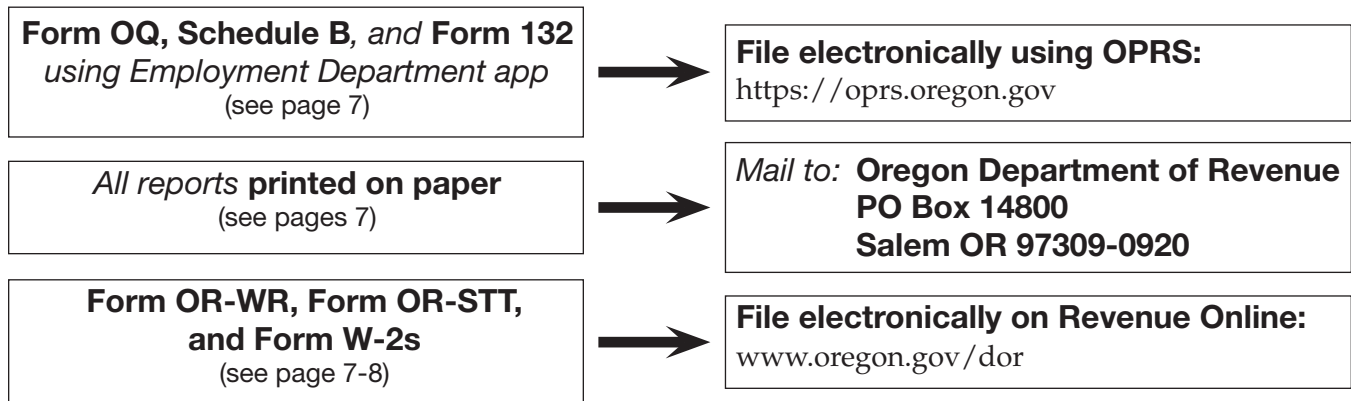 Form OQ, Schedule B, and Form 132
using Employment Department app
(see page 7)
File electronically using OPRS:
https://oprs.oregon.gov
All reports printed on paper
(see pages 7)
Mail to: Oregon Department of Revenue
PO Box 14800
Salem OR 97309-0920
Form OR-WR, Form OR-STT,
and Form W-2s
(see page 7-8)
File electronically on Revenue Online:
www.oregon.gov/dor